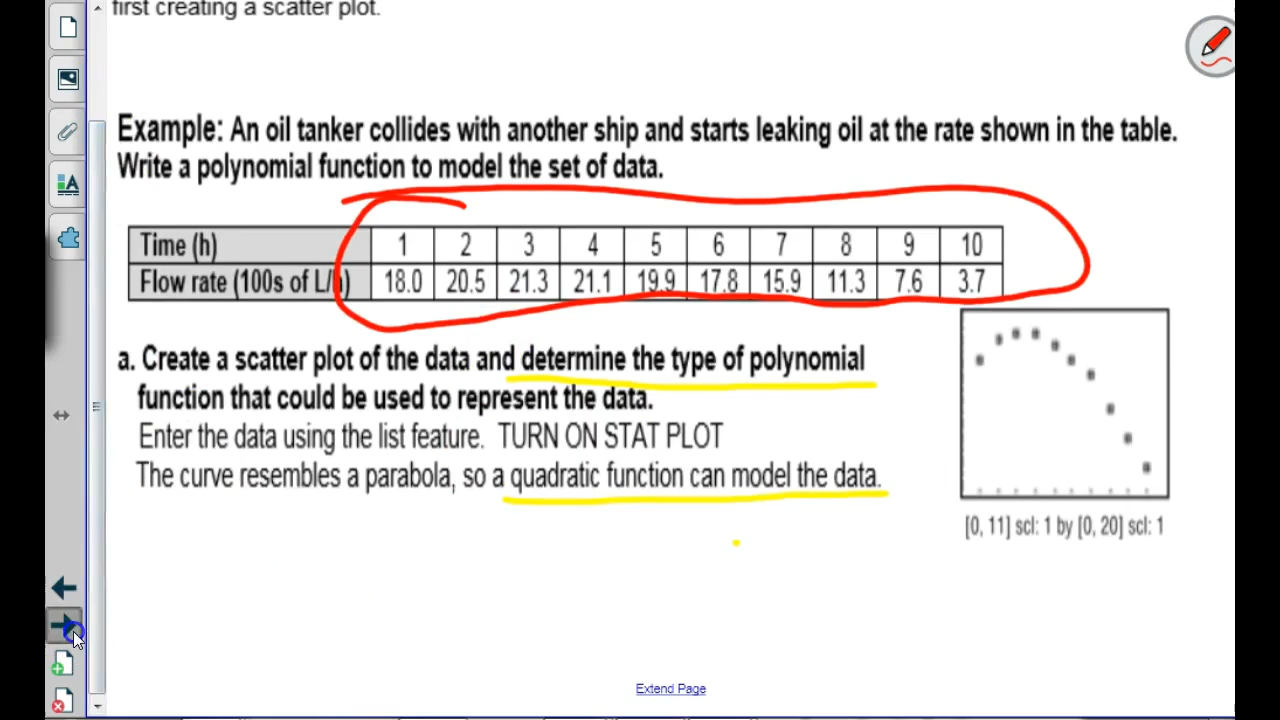 first creating a scatter plot.
Example: An oil tanker collides with another ship and starts leaking oil at the rate shown in the table.
Write a polynomial function to model the set of data.
Time (h) 1 2 3 4 5 6 7 8 9 10
Flow rate (100s of L/h) 18.0 20.5 21.3 21.1 19.9 17.8 15.9 11.3 7.6 3.7
a. Create a scatter plot of the data and determine the type of polynomial
function that could be used to represent the data.
Enter the data using the list feature. TURN ON STAT PLOT
The curve resembles a parabola, so a quadratic function can model the data.
[0, 11] scl: 1 by [0, 20] scl: 1
Extend Page